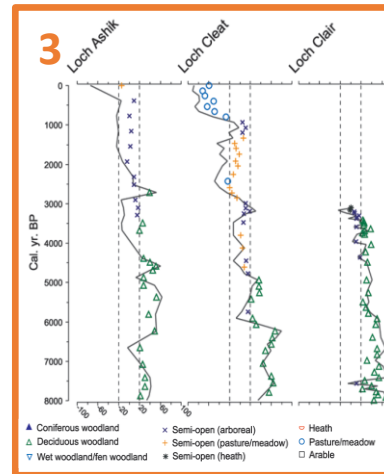 3
Loch Ashik
Loch Cleat
Loch Clair
-100
-20
20
100
Cal. yr. BP
0
1000
2000
3000
4000
5000
6000
7000
8000
Coniferous woodland
Deciduous woodland
Wet woodland/fen woodland
Semi-open (arboreal)
Semi-open (pasture/meadow)
Semi-open (heath)
Heath
Pasture/meadow
Arable